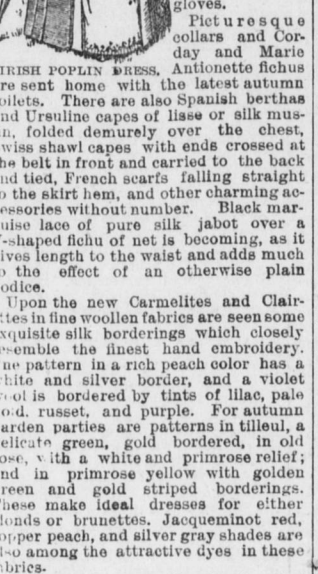 gloves.
Picturesque
collars and Cor-
day and Marie
IRISH POPLIN DRESS. Antionette fichus
re sent home with the latest autumn
oilets. There are also Spanish berthas
nd Ursuline capes of lisse or silk mus-
n, folded demurely over the chest,
wiss shawl capes with ends crossed at
he belt in front and carried to the back
nd tied, French scarfs falling straight
o the skirt hem, and other charming ac-
essories without number. Black mar-
uise lace of pure silk jabot over a
-shaped fichu of net is becoming, as it
ives length to the waist and adds much
o the effect of an otherwise plain
odice.
Upon the new Carmelites and Clair-
ttes in fine woollen fabrics are seen some
xquisite silk borderings which closely
esemble the finest hand embroidery.
ne pattern in a rich peach color has a
hite and silver border, and a violet
ool is bordered by tints of lilac, pale
old, russet, and purple. For autumn
arden parties are patterns in tilleul, a
elicate green, gold bordered, in old
ose, with a white and primrose relief;
nd in primrose yellow with golden
reen and gold striped borderings.
hese make ideal dresses for either
londs or brunettes. Jacqueminot red,
opper peach, and silver gray shades are
lso among the attractive dyes in these
abrics.